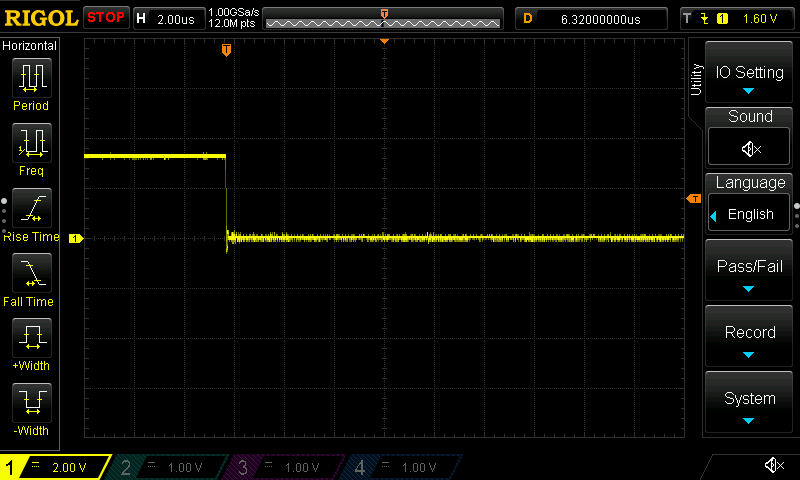 RIGOL STOP H 2.00us 1.00GSa/s 12.0M pts T D 6.32000000us T 1 1.60 V
Horizontal
Period
Freq
Rise Time
Fall Time
+Width
-Width
T
T
1
Utility
IO Setting
Sound
Language
English
Pass/Fail
Record
System
1 2.00 V 2 1.00 V 3 1.00 V 4 1.00 V